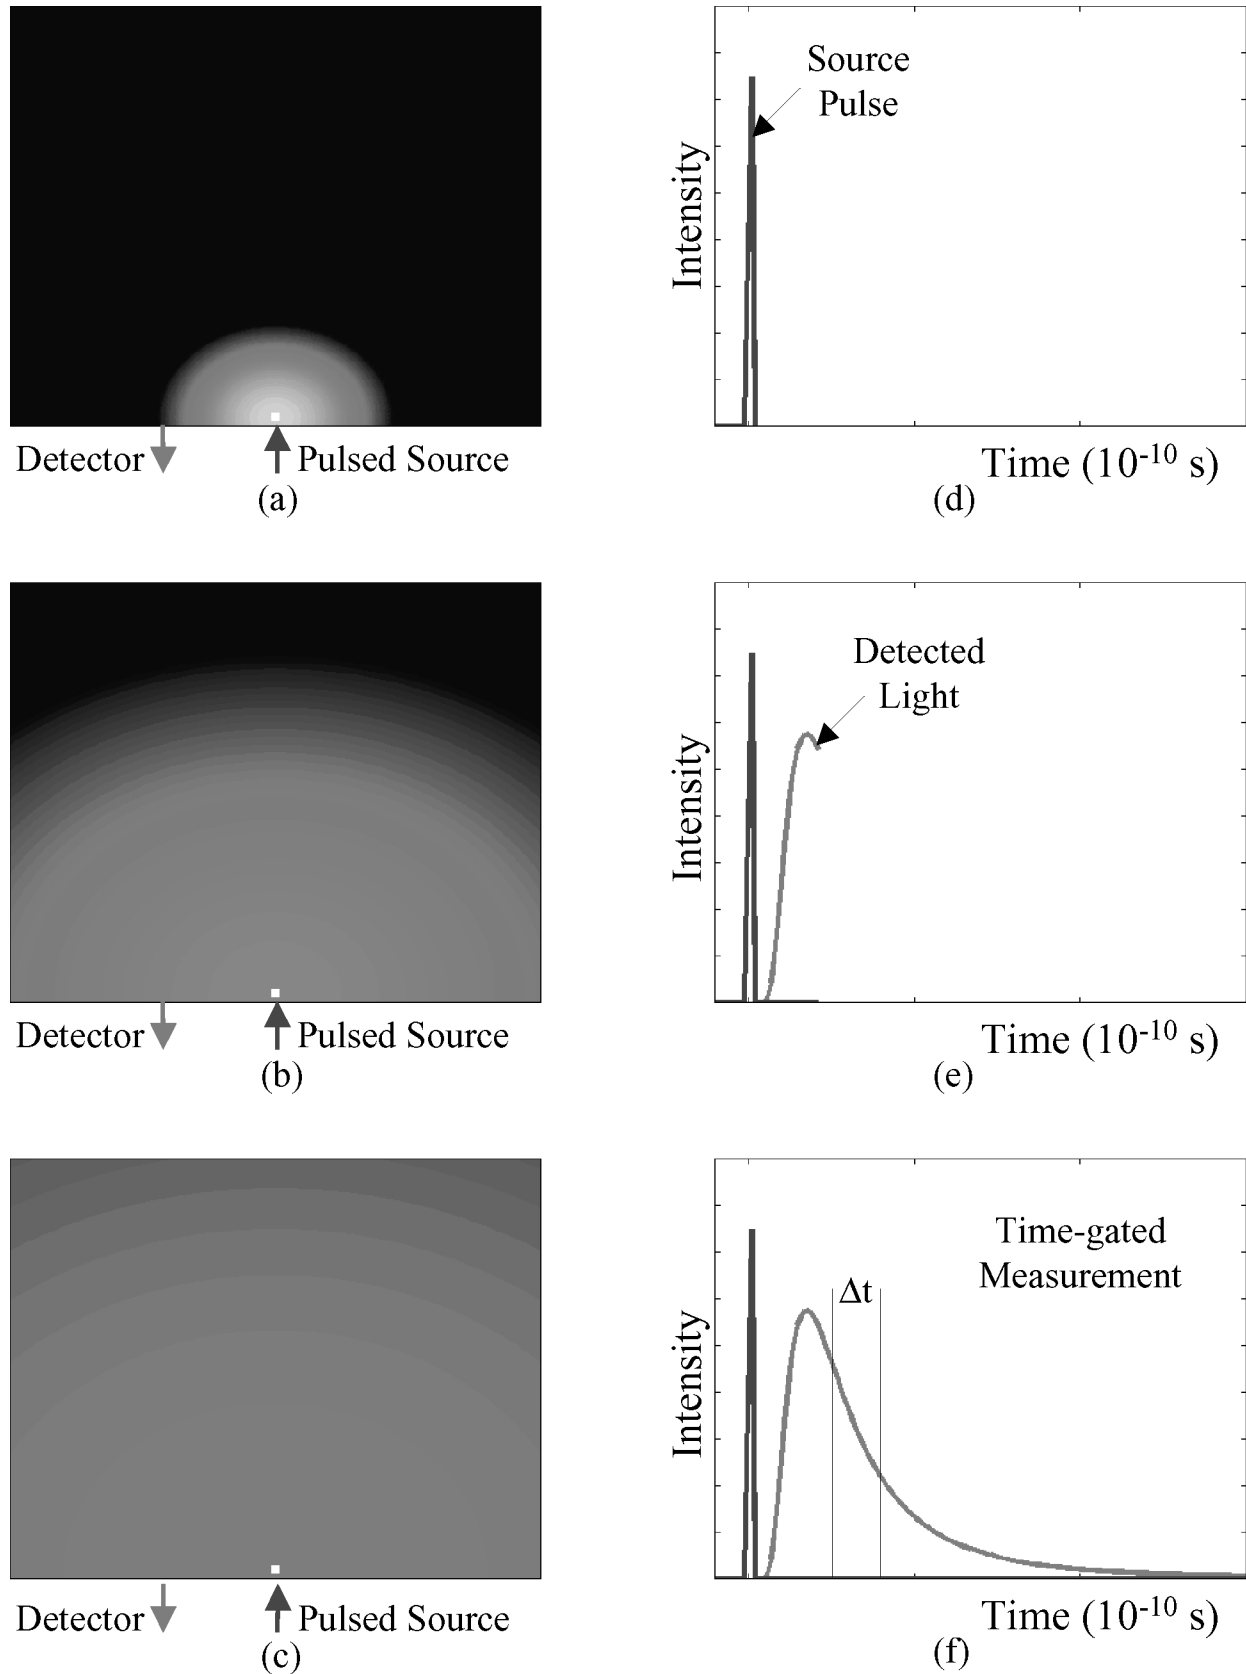 Source
Pulse
Intensity
Detector
Pulsed Source
(a)
Time (10⁻¹⁰ s)
(d)
Detected
Light
Intensity
Detector
Pulsed Source
(b)
Time (10⁻¹⁰ s)
(e)
Time-gated
Measurement
Δt
Intensity
Detector
Pulsed Source
(c)
Time (10⁻¹⁰ s)
(f)